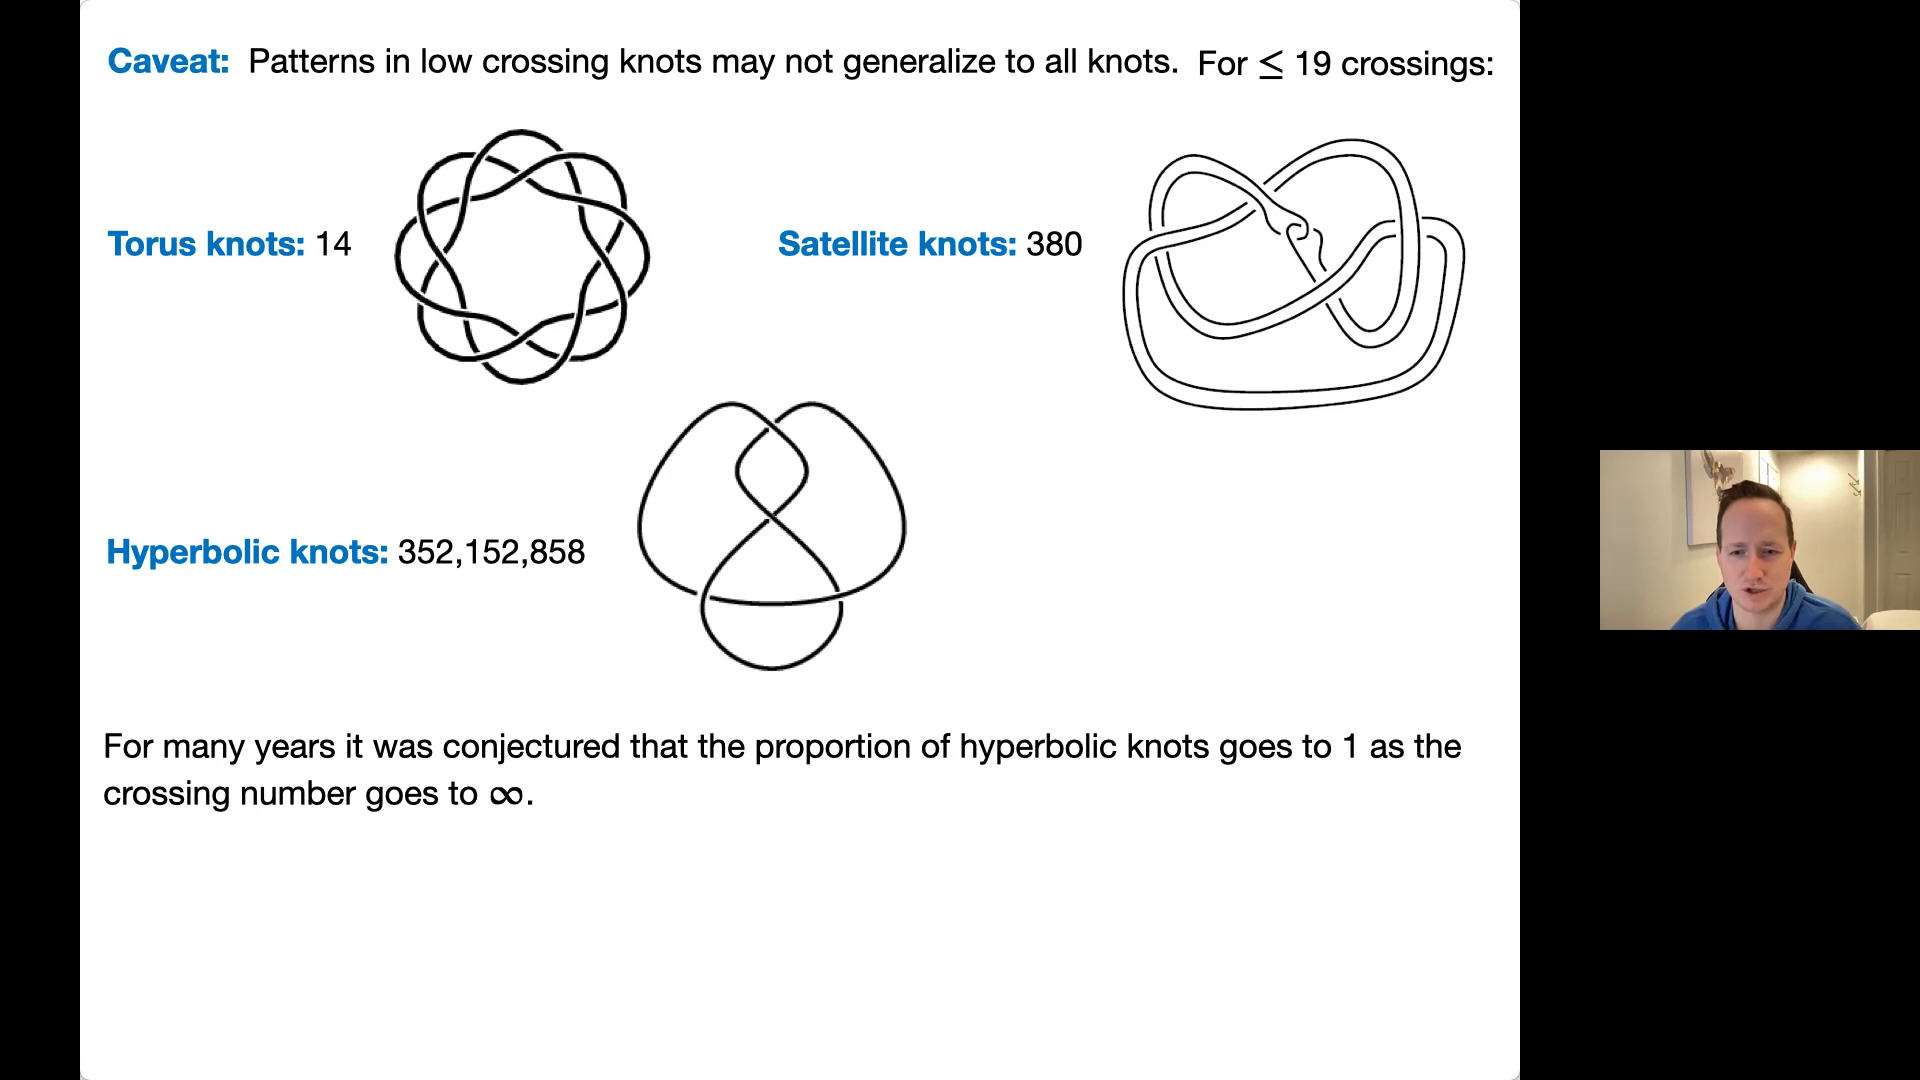 Caveat: Patterns in low crossing knots may not generalize to all knots. For ≤ 19 crossings:
Torus knots: 14
Satellite knots: 380
Hyperbolic knots: 352,152,858
For many years it was conjectured that the proportion of hyperbolic knots goes to 1 as the
crossing number goes to ∞.